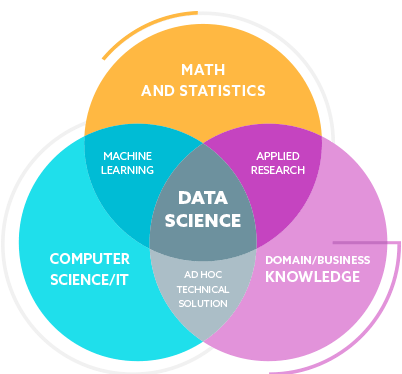 MATH
AND STATISTICS
MACHINE
LEARNING
APPLIED
RESEARCH
DATA
SCIENCE
COMPUTER
SCIENCE/IT
DOMAIN/BUSINESS
KNOWLEDGE
AD HOC
TECHNICAL
SOLUTION